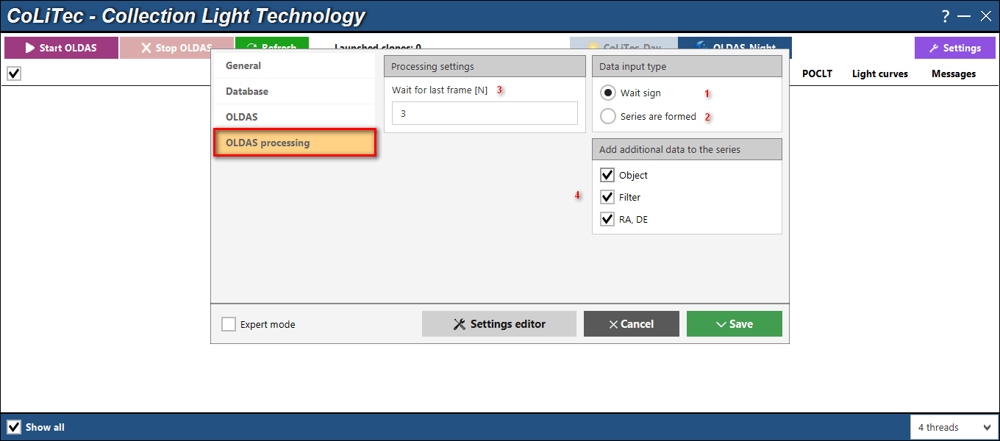 CoLiTec - Collection Light Technology
?
Start OLDAS
Stop OLDAS
Refresh
Launched clones: 0
CoLiTec-Day
OLDAS-Night
Settings
POCLT
Light curves
Messages
General
Database
OLDAS
OLDAS processing
Processing settings
Wait for last frame [N] 3
3
Data input type
Wait sign 1
Series are formed 2
Add additional data to the series
Object
4 Filter
RA, DE
Expert mode
Settings editor
Cancel
Save
Show all
4 threads